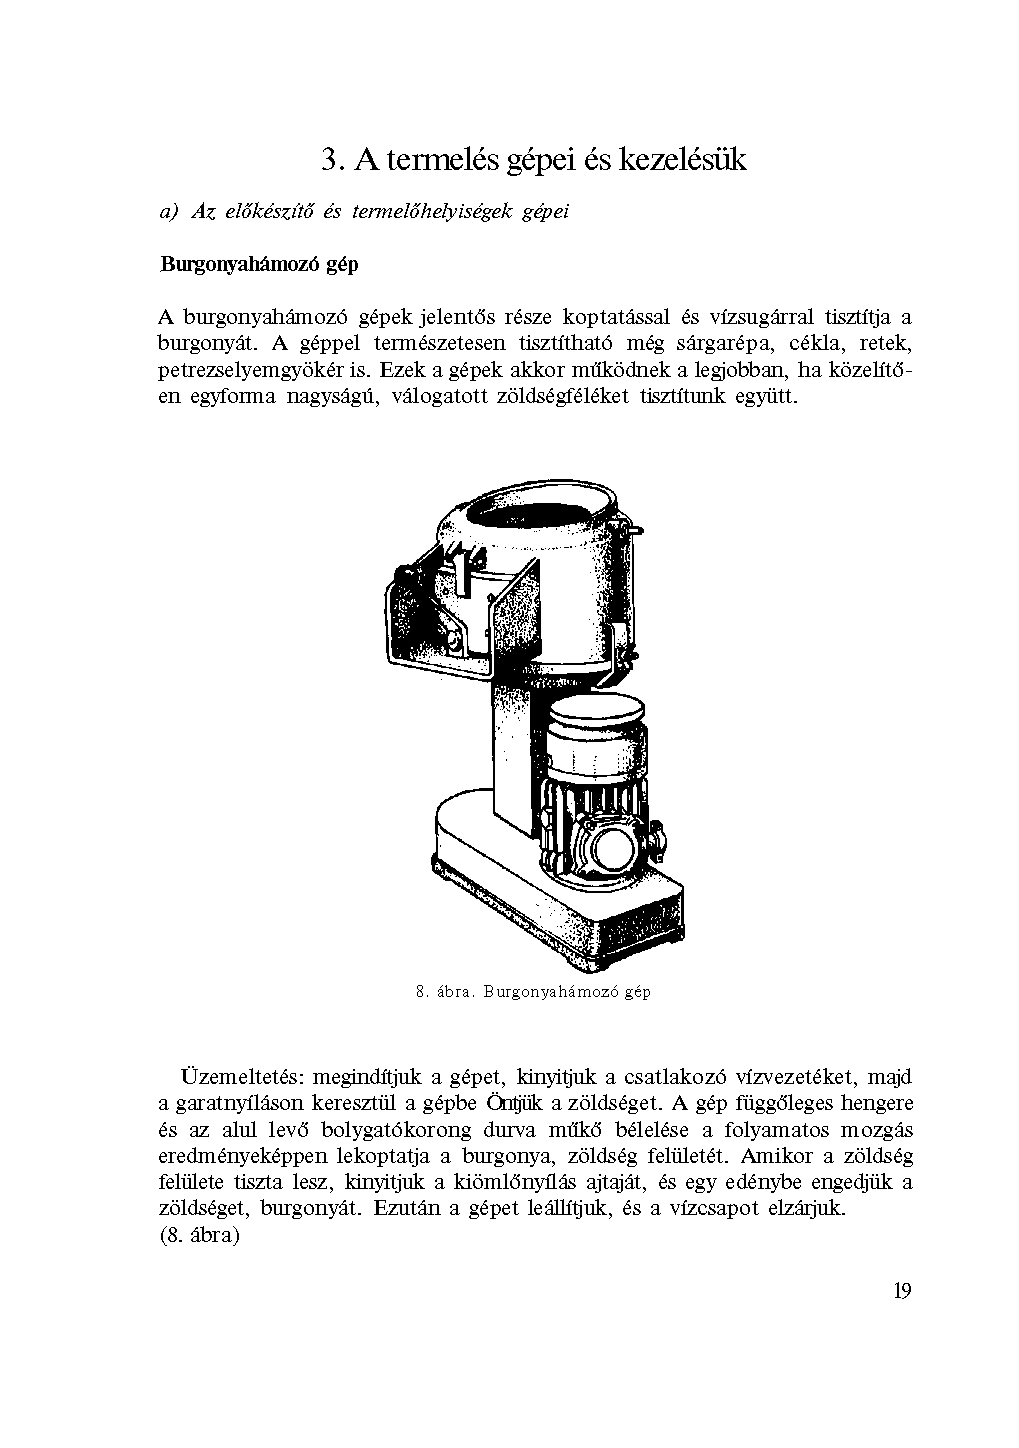 3. A termelés gépei és kezelésük
a) Az előkészítő és termelőhelyiségek gépei
Burgonyahámozó gép
A burgonyahámozó gépek jelentős része koptatással és vízsugárral tisztítja a
burgonyát. A géppel természetesen tisztítható még sárgarépa, cékla, retek,
petrezselyemgyökér is. Ezek a gépek akkor működnek a legjobban, ha közelítő-
en egyforma nagyságú, válogatott zöldségféléket tisztítunk együtt.
8. ábra. Burgonyahámozó gép
Üzemeltetés: megindítjuk a gépet, kinyitjuk a csatlakozó vízvezetéket, majd
a garatnyíláson keresztül a gépbe Öntjük a zöldséget. A gép függőleges hengere
és az alul levő bolygatókorong durva műkő bélelése a folyamatos mozgás
eredményeképpen lekoptatja a burgonya, zöldség felületét. Amikor a zöldség
felülete tiszta lesz, kinyitjuk a kiömlőnyílás ajtaját, és egy edénybe engedjük a
zöldséget, burgonyát. Ezután a gépet leállítjuk, és a vízcsapot elzárjuk.
(8. ábra)
19